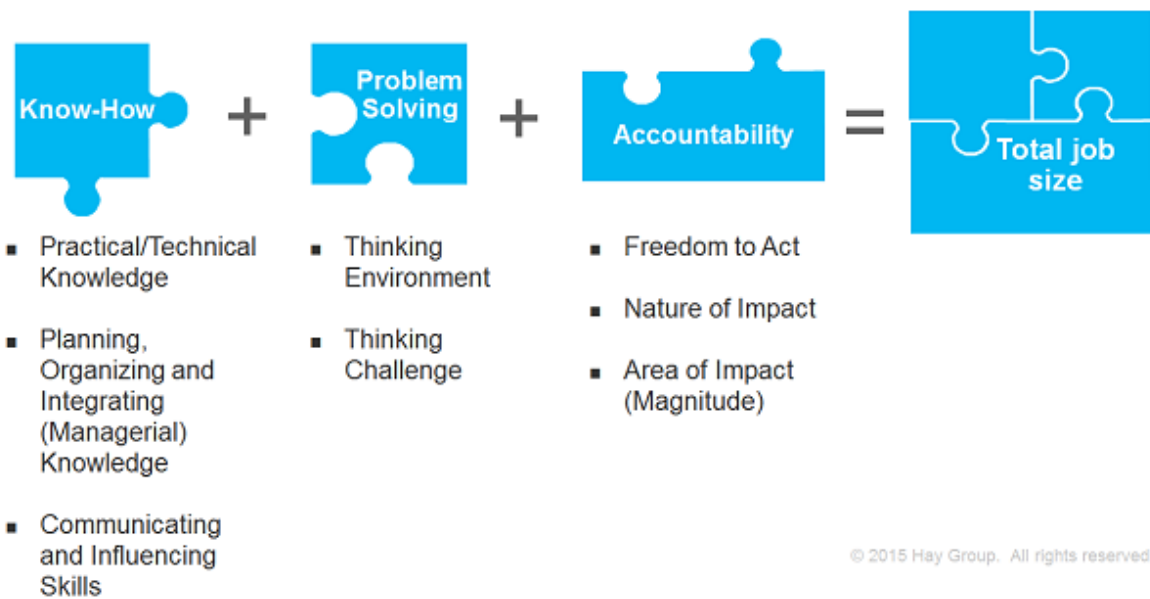 Know-How
+
Problem
Solving
+
Accountability
=
Total job
size
▪ Practical/Technical
Knowledge
▪ Planning,
Organizing and
Integrating
(Managerial)
Knowledge
▪ Communicating
and Influencing
Skills
▪ Thinking
Environment
▪ Thinking
Challenge
▪ Freedom to Act
▪ Nature of Impact
▪ Area of Impact
(Magnitude)
© 2015 Hay Group. All rights reserved